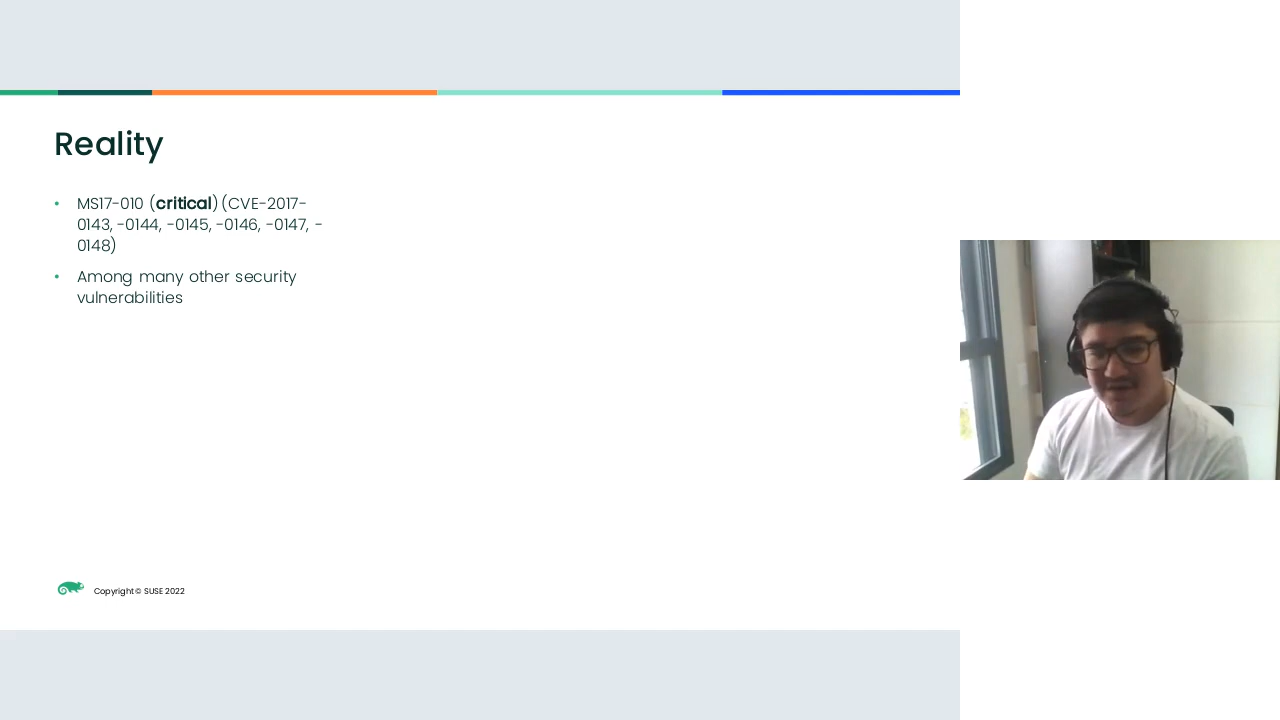 Reality
• MS17-010 (critical) (CVE-2017-
0143, -0144, -0145, -0146, -0147, -
0148)
• Among many other security
vulnerabilities
Copyright © SUSE 2022